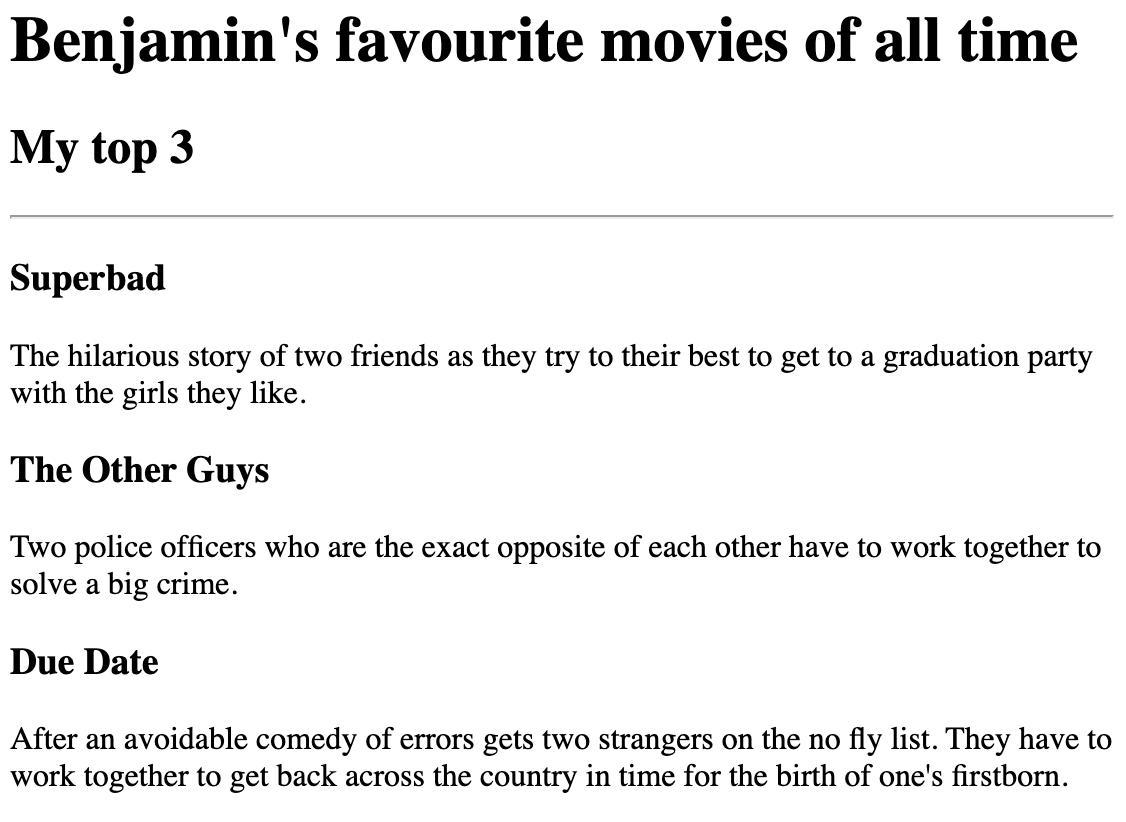 Benjamin's favourite movies of all time
My top 3
Superbad
The hilarious story of two friends as they try to their best to get to a graduation party
with the girls they like.
The Other Guys
Two police officers who are the exact opposite of each other have to work together to
solve a big crime.
Due Date
After an avoidable comedy of errors gets two strangers on the no fly list. They have to
work together to get back across the country in time for the birth of one's firstborn.